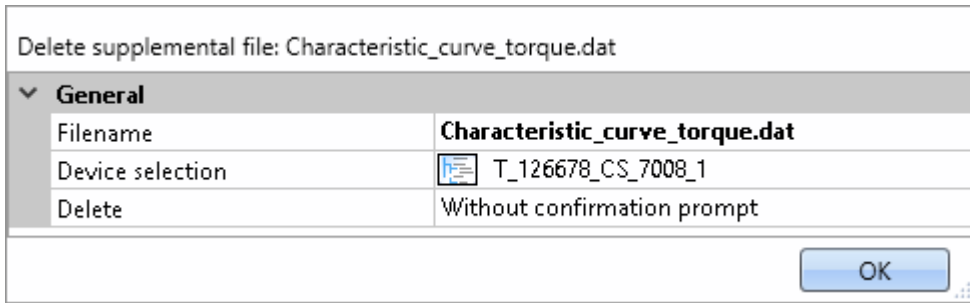 Delete supplemental file: Characteristic_curve_torque.dat
General
Filename Characteristic_curve_torque.dat
Device selection T_126678_CS_7008_1
Delete Without confirmation prompt
OK